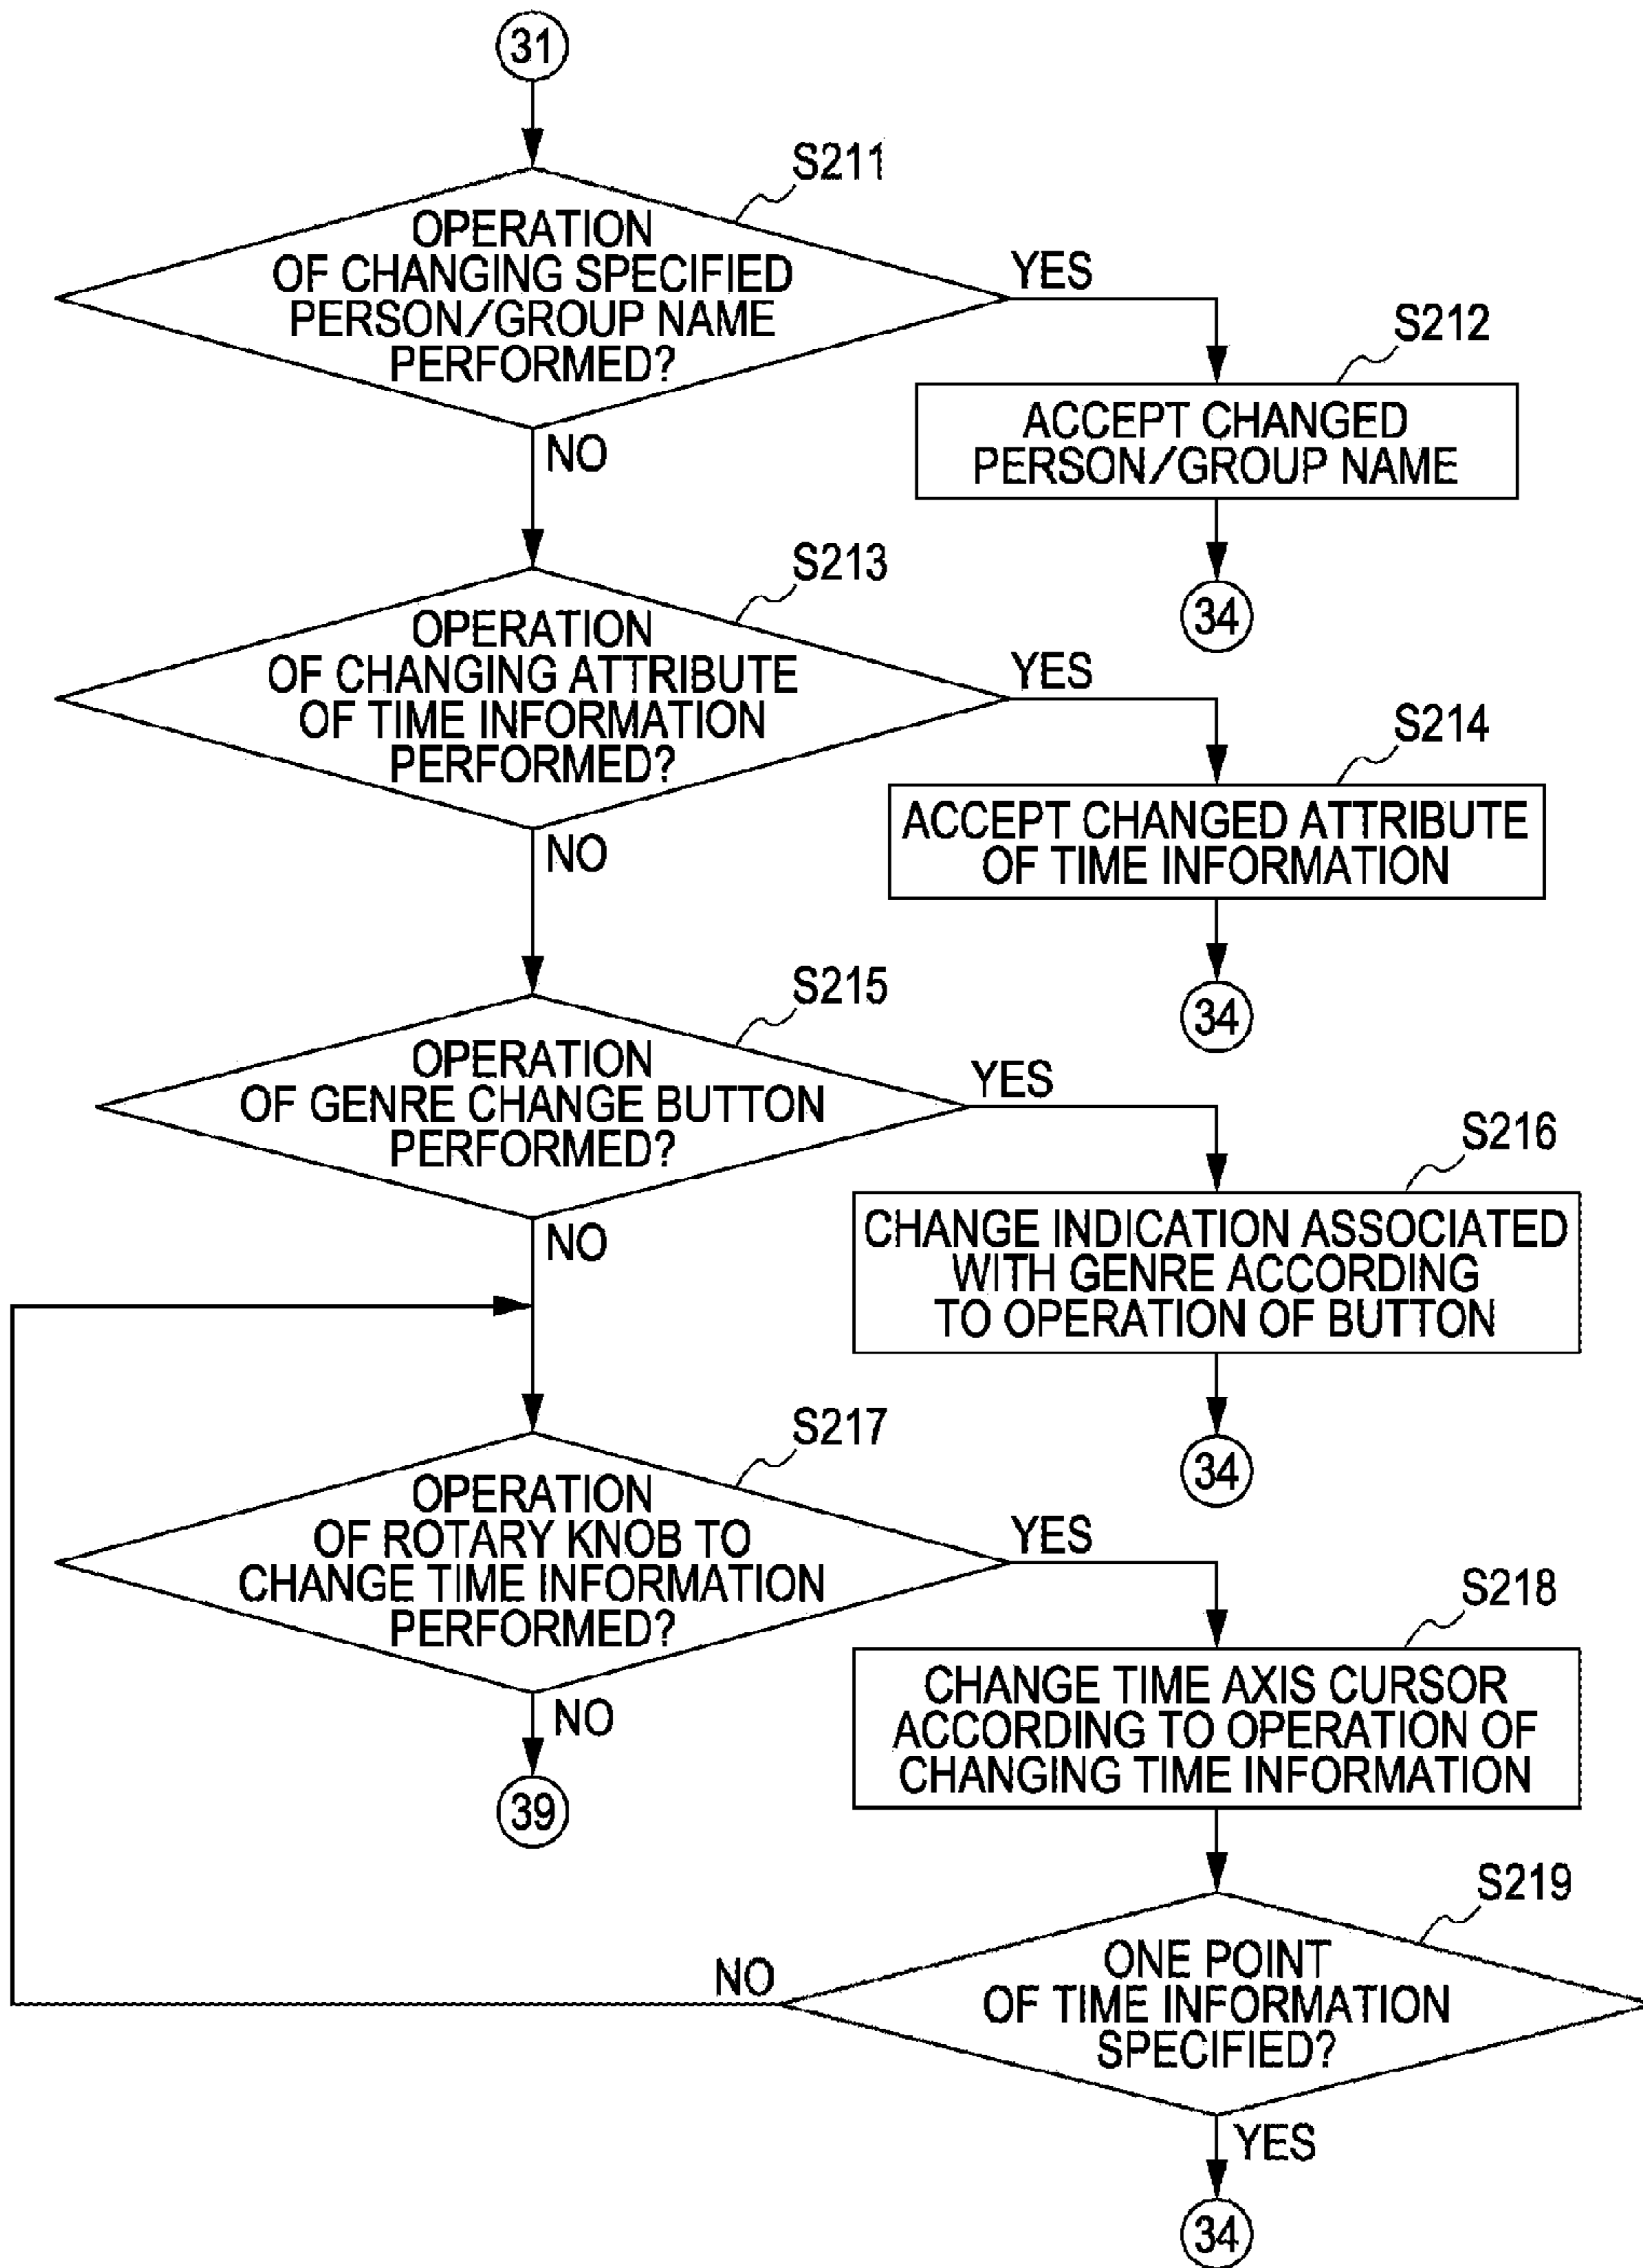 31
S211
OPERATION
OF CHANGING SPECIFIED
PERSON/GROUP NAME
PERFORMED?
YES
NO
S212
ACCEPT CHANGED
PERSON/GROUP NAME
34
S213
OPERATION
OF CHANGING ATTRIBUTE
OF TIME INFORMATION
PERFORMED?
YES
NO
S214
ACCEPT CHANGED ATTRIBUTE
OF TIME INFORMATION
34
S215
OPERATION
OF GENRE CHANGE BUTTON
PERFORMED?
YES
NO
S216
CHANGE INDICATION ASSOCIATED
WITH GENRE ACCORDING
TO OPERATION OF BUTTON
34
S217
OPERATION
OF ROTARY KNOB TO
CHANGE TIME INFORMATION
PERFORMED?
YES
NO
39
S218
CHANGE TIME AXIS CURSOR
ACCORDING TO OPERATION OF
CHANGING TIME INFORMATION
S219
ONE POINT
OF TIME INFORMATION
SPECIFIED?
NO
YES
34